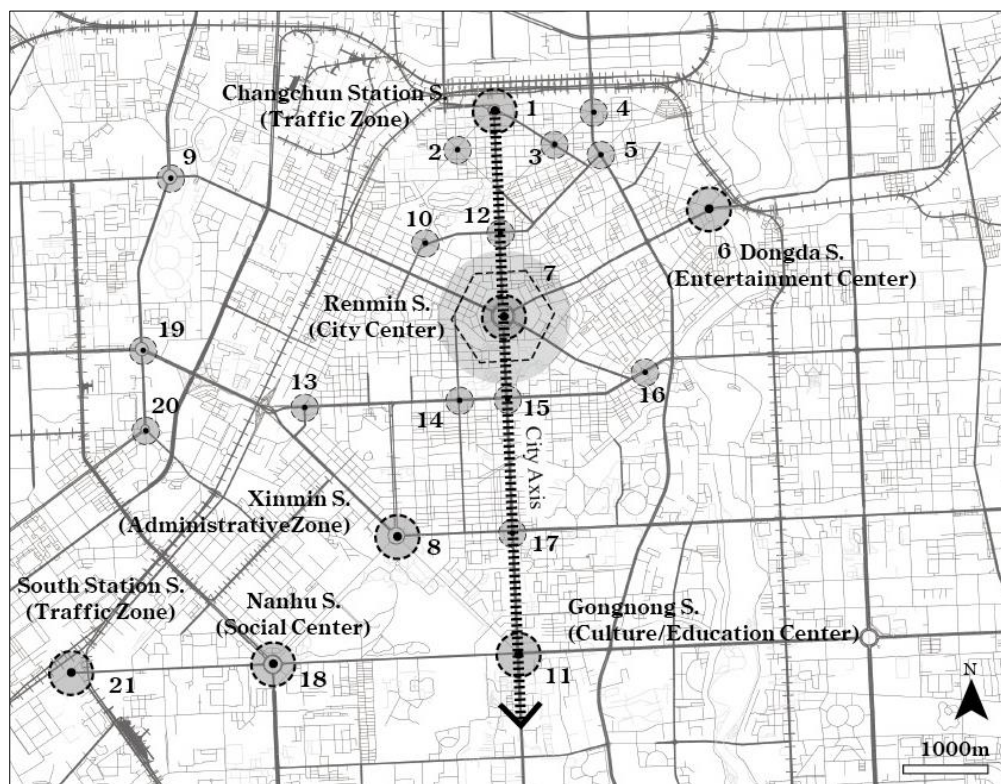 Changchun Station S.
(Traffic Zone)
1
4
2
3
5
9
10
12
6 Dongda S.
(Entertainment Center)
7
Renmin S.
(City Center)
19
13
14
15
16
20
City Axis
Xinmin S.
(AdministrativeZone)
8
17
South Station S.
(Traffic Zone)
Nanhu S.
(Social Center)
Gongnong S.
(Culture/Education Center)
21
18
11
N
1000m